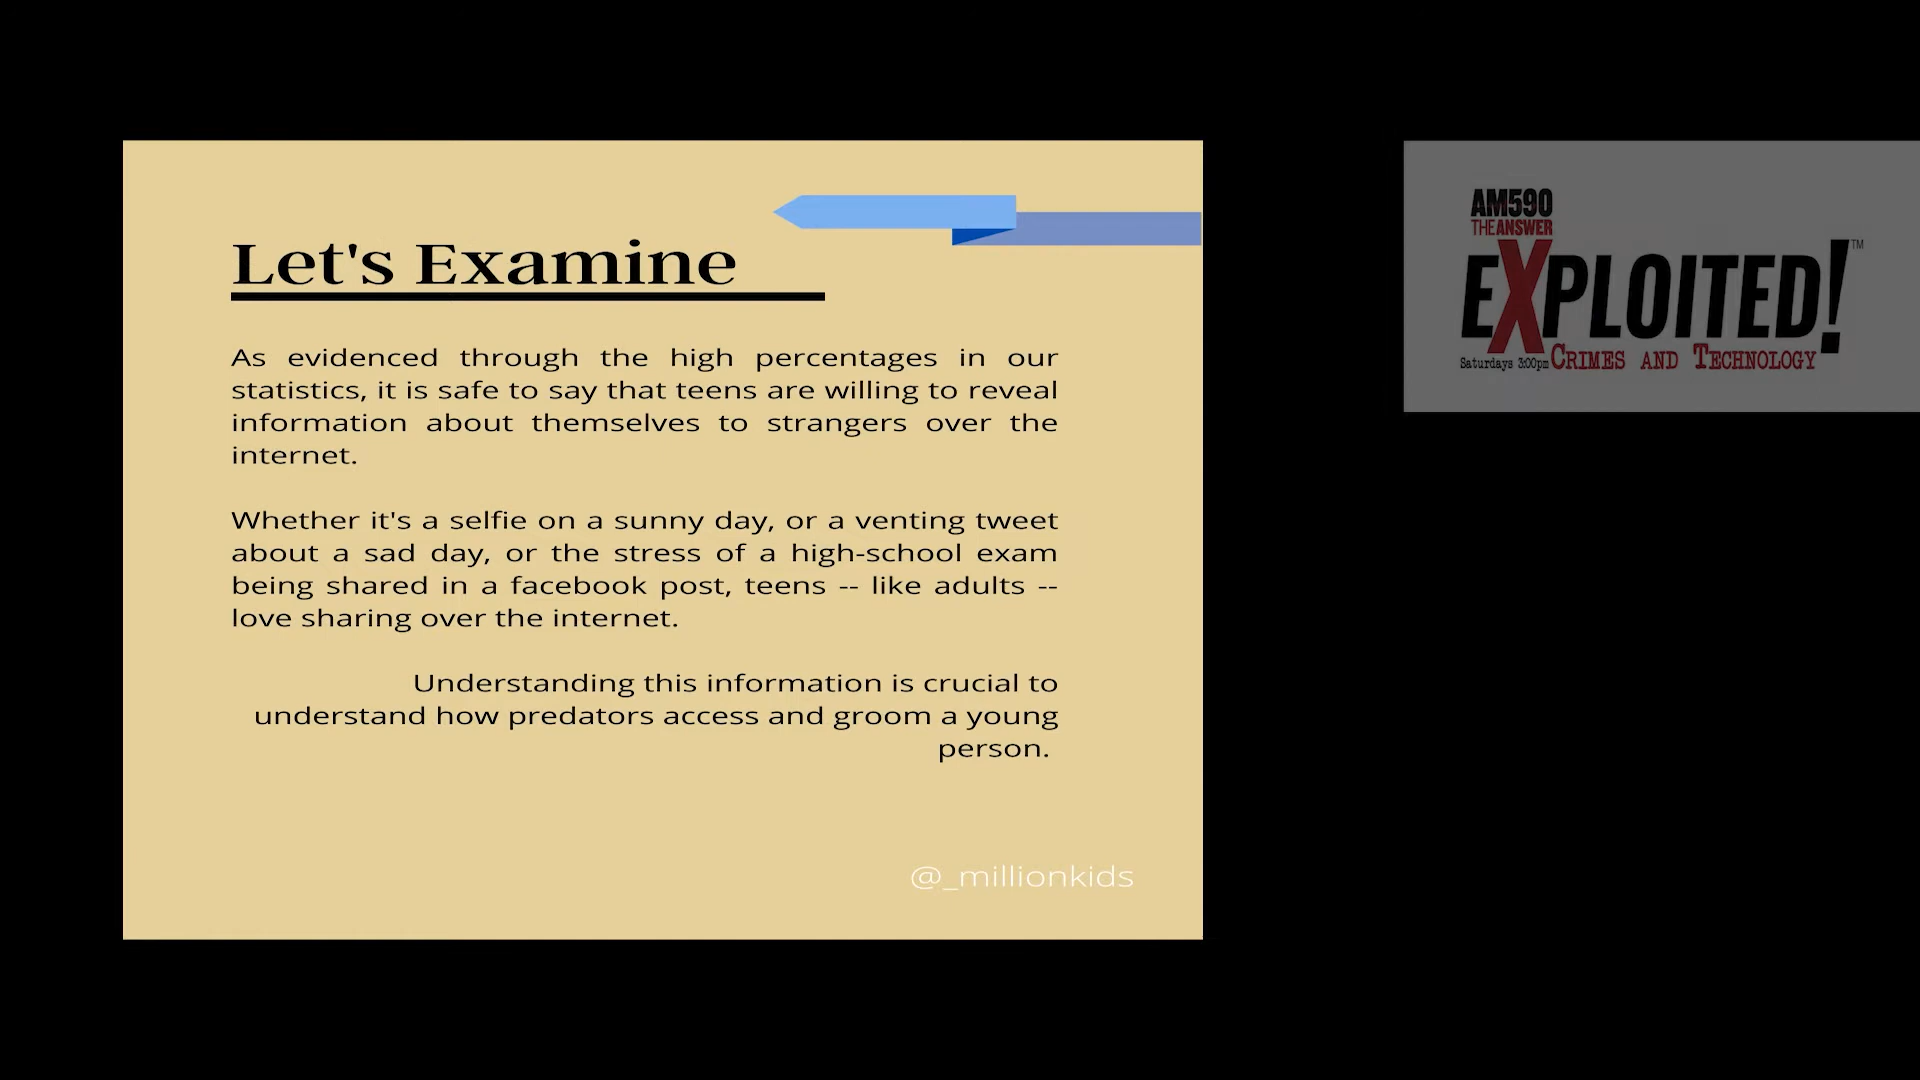 Let's Examine
As evidenced through the high percentages in our
statistics, it is safe to say that teens are willing to reveal
information about themselves to strangers over the
internet.
Whether it's a selfie on a sunny day, or a venting tweet
about a sad day, or the stress of a high-school exam
being shared in a facebook post, teens -- like adults --
love sharing over the internet.
Understanding this information is crucial to
understand how predators access and groom a young
person.
@_millionkids
AM590
THE ANSWER
EXPLOITED!™
Saturdays 3:00pm CRIMES AND TECHNOLOGY